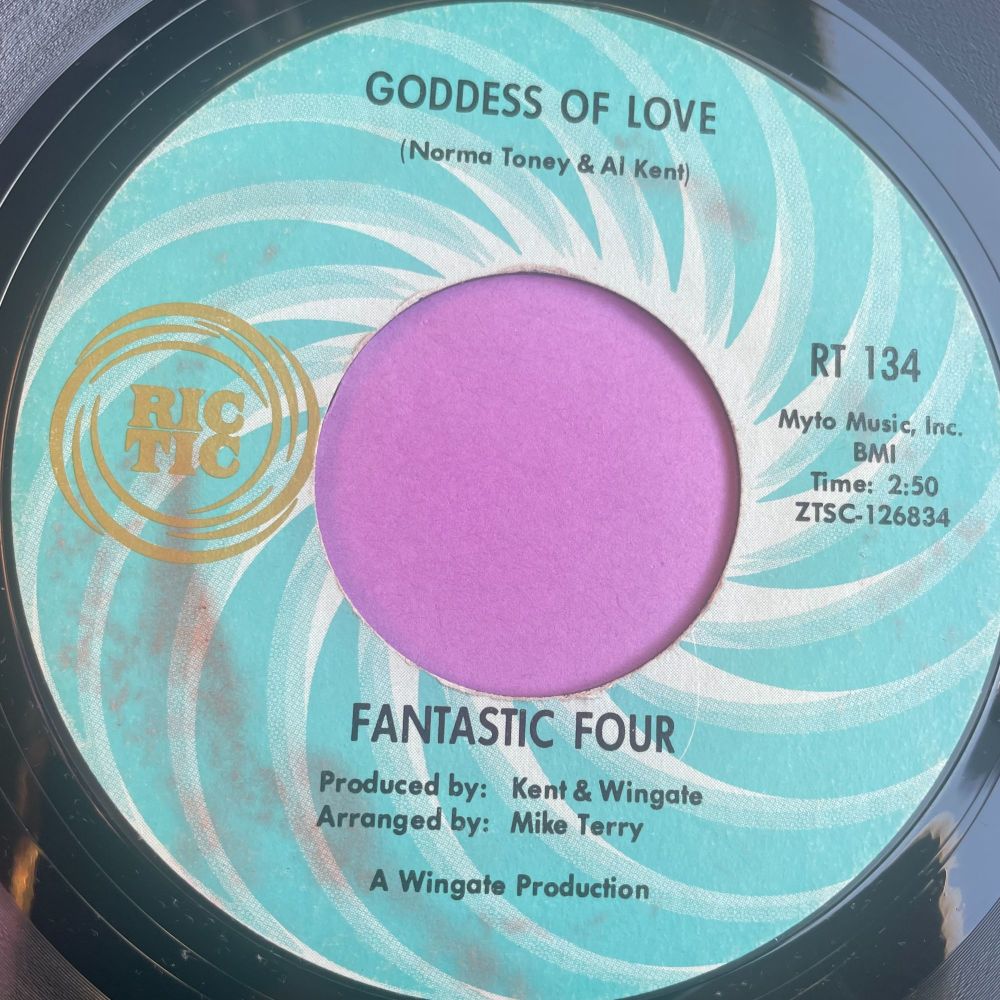 GODDESS OF LOVE
(Norma Toney & Al Kent)
RIC
TIC
RT 134
Myto Music, Inc.
BMI
Time: 2:50
ZTSC-126834
FANTASTIC FOUR
Produced by: Kent & Wingate
Arranged by: Mike Terry
A Wingate Production